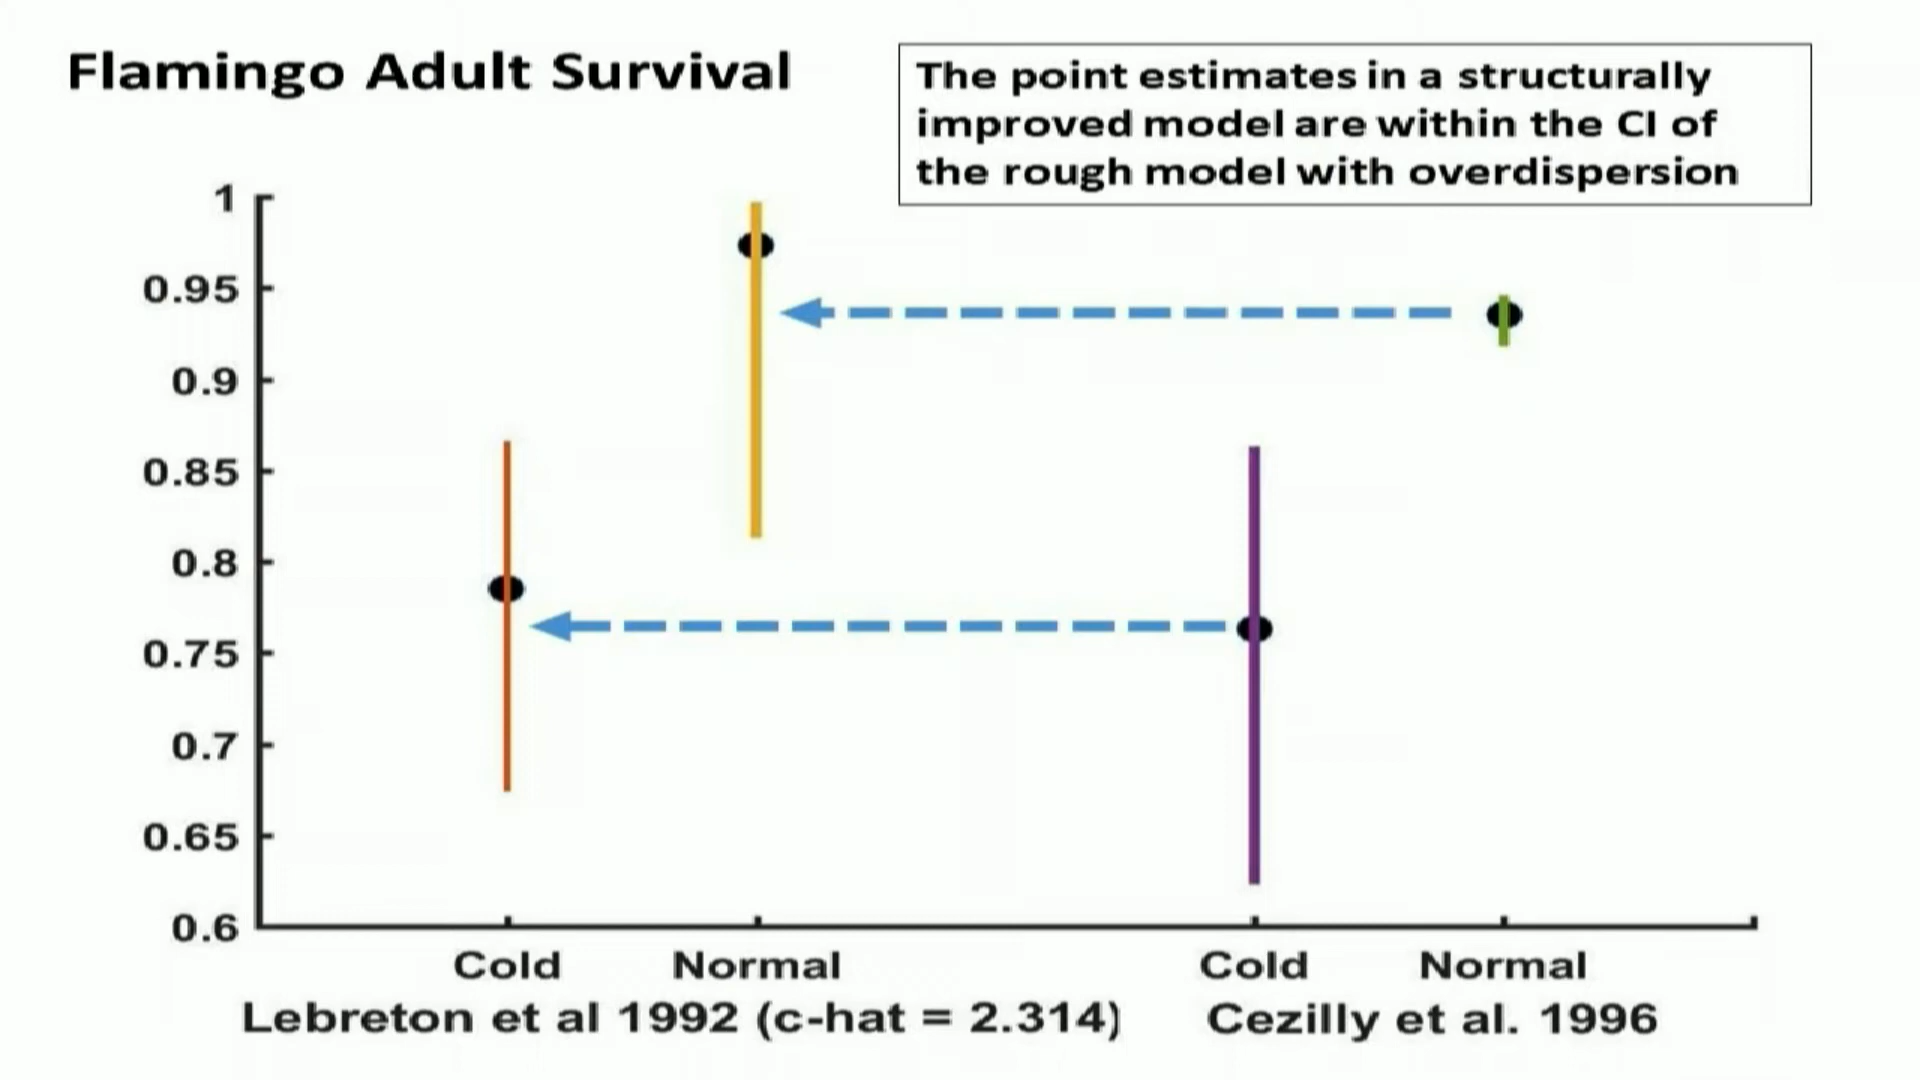 Flamingo Adult Survival
The point estimates in a structurally
improved model are within the CI of
the rough model with overdispersion
1
0.95
0.9
0.85
0.8
0.75
0.7
0.65
0.6
Cold Normal Cold Normal
Lebreton et al 1992 (c-hat = 2.314) Cezilly et al. 1996